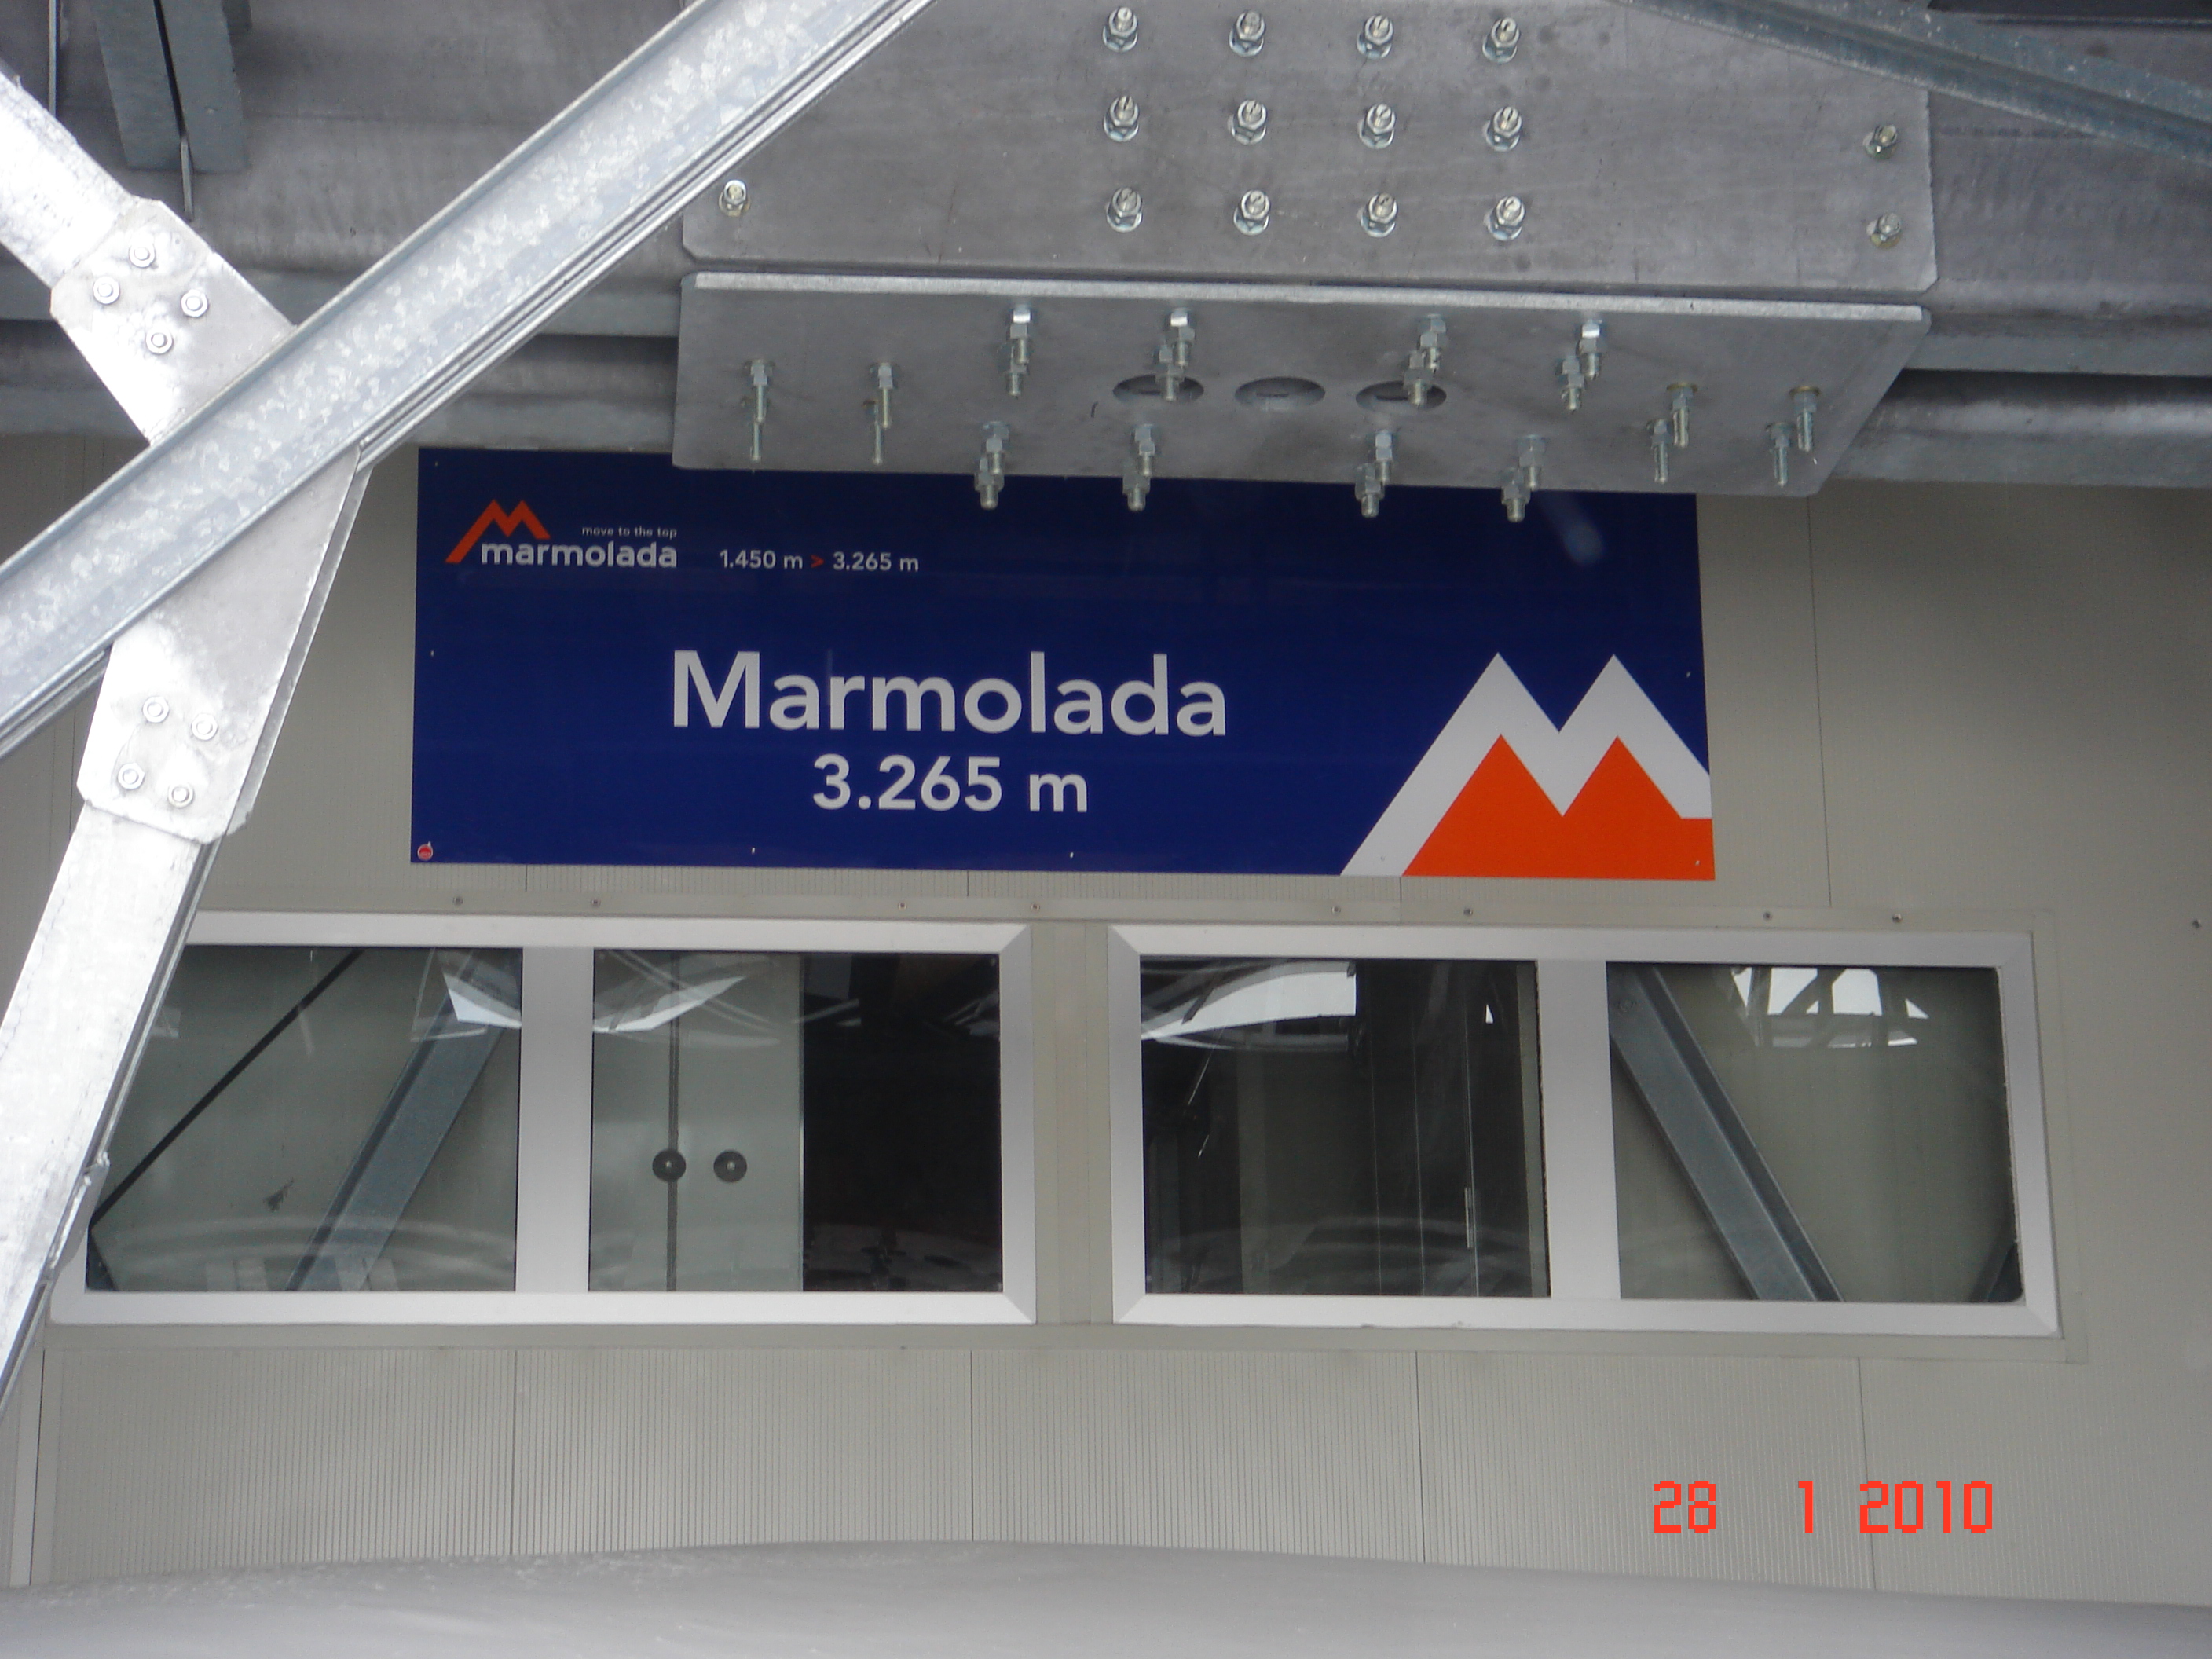 move to the top
marmolada 1.450 m > 3.265 m
Marmolada
3.265 m
28 1 2010